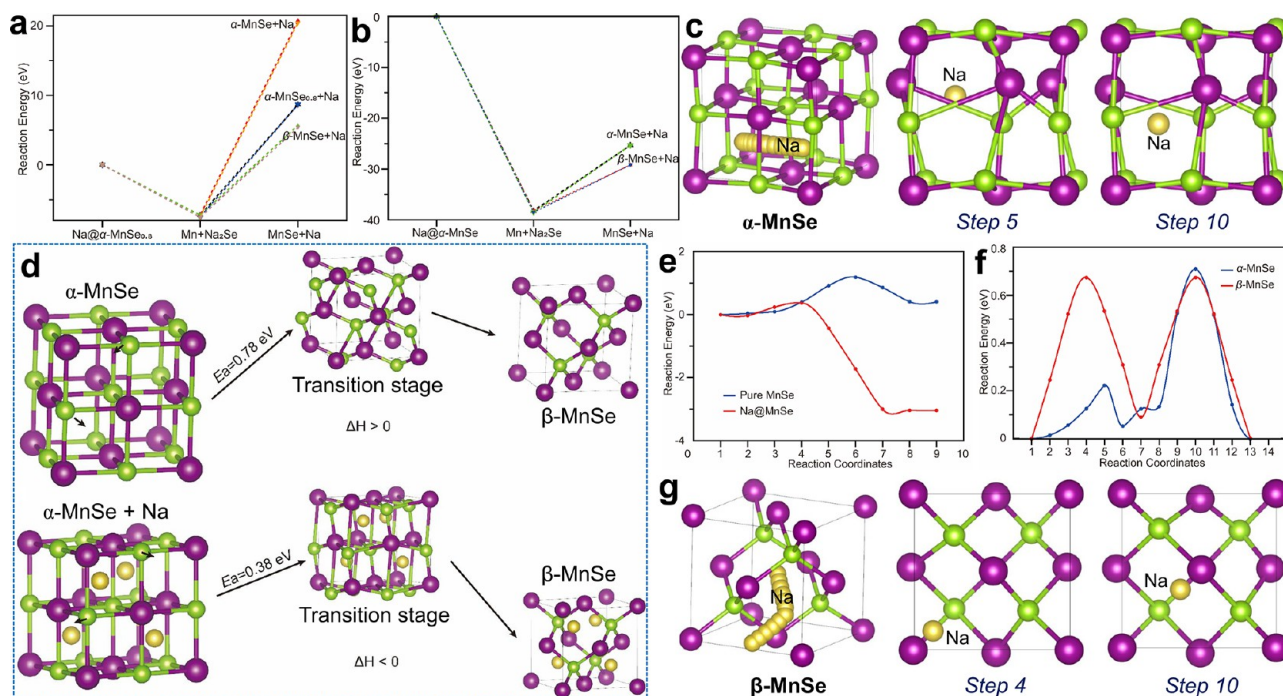 a
Reaction Energy (eV)
20
10
0
α-MnSe+Na
α-MnSe₀.₈+Na
β-MnSe+Na
Na@α-MnSe₀.₈
Mn+Na₂Se
MnSe+Na
b
Reaction Energy (eV)
0
-10
-20
-30
-40
α-MnSe+Na
β-MnSe+Na
Na@α-MnSe
Mn+Na₂Se
MnSe+Na
c
Na
Na
Na
α-MnSe
Step 5
Step 10
d
α-MnSe
Ea=0.78 eV
Transition stage
ΔH > 0
β-MnSe
α-MnSe + Na
Ea=0.38 eV
Transition stage
ΔH < 0
β-MnSe
e
Reaction Energy (eV)
2
0
-2
-4
Pure MnSe
Na@MnSe
0 1 2 3 4 5 6 7 8 9 10
Reaction Coordinates
f
Reaction Energy (eV)
0.8
0.6
0.4
0.2
0
α-MnSe
β-MnSe
0 1 2 3 4 5 6 7 8 9 10 11 12 13 14
Reaction Coordinates
g
Na
Na
Na
β-MnSe
Step 4
Step 10